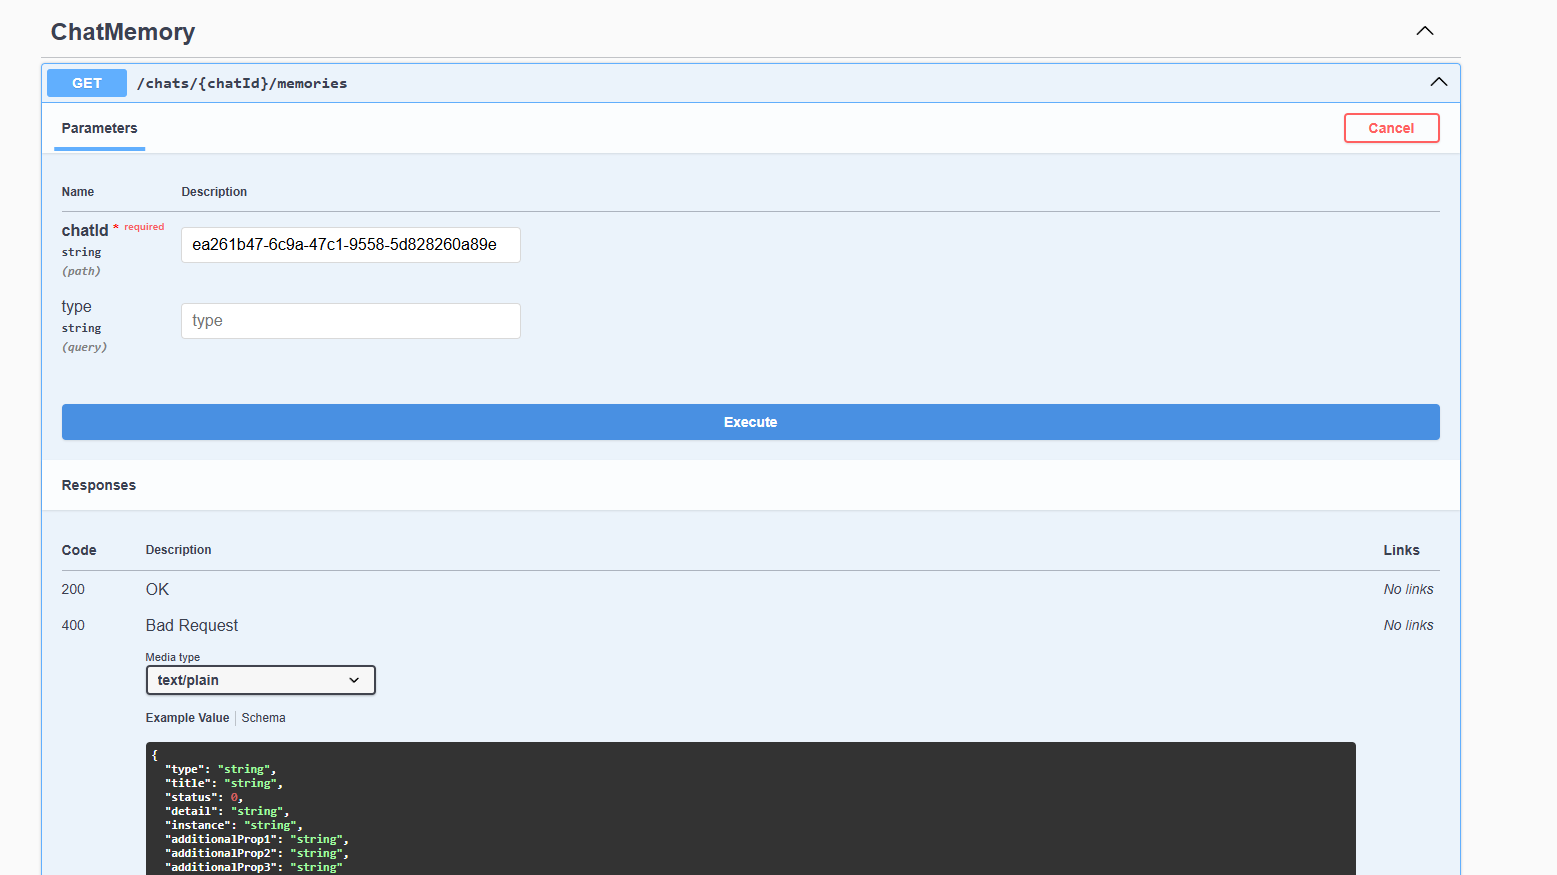 ChatMemory
GET /chats/{chatId}/memories
Parameters
Cancel
Name Description
chatId * required
string
(path)
ea261b47-6c9a-47c1-9558-5d828260a89e
type
string
(query)
type
Execute
Responses
Code Description Links
200 OK No links
400 Bad Request No links
Media type
text/plain
Example Value Schema
{
"type": "string",
"title": "string",
"status": 0,
"detail": "string",
"instance": "string",
"additionalProp1": "string",
"additionalProp2": "string",
"additionalProp3": "string"